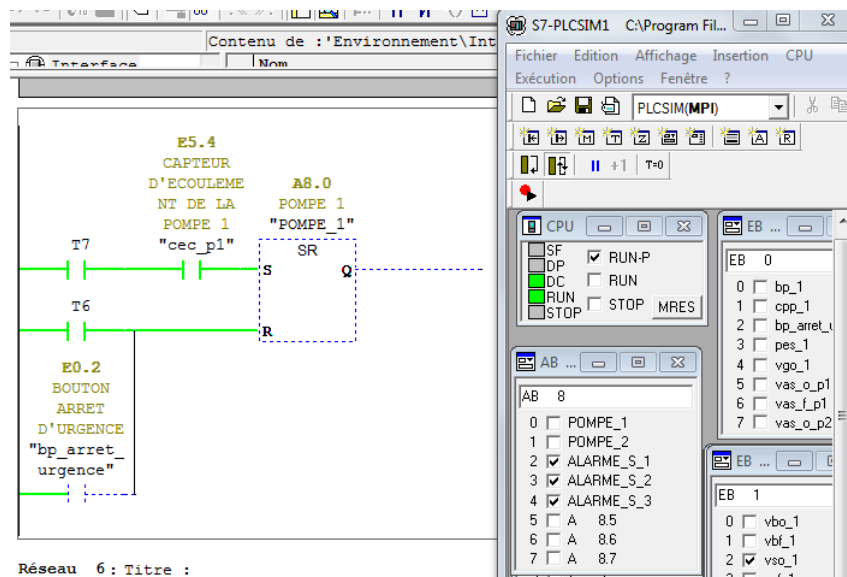 Contenu de :'Environnement\Int
Interface
Nom
E5.4
CAPTEUR
D'ECOULEME
NT DE LA
POMPE 1
"cec_p1"
A8.0
POMPE 1
"POMPE_1"
SR
T7
S
Q
T6
R
E0.2
BOUTON
ARRET
D'URGENCE
"bp_arret_
urgence"
Réseau 6: Titre :
S7-PLCSIM1 C:\Program Fil...
Fichier Edition Affichage Insertion CPU
Exécution Options Fenêtre ?
PLCSIM(MPI)
+1 T=0
CPU
SF
DP
DC
RUN
STOP
RUN-P
RUN
STOP
MRES
EB ...
EB 0
0 bp_1
1 cpp_1
2 bp_arret_u
3 pes_1
4 vgo_1
5 vas_o_p1
6 vas_f_p1
7 vas_o_p2
AB ...
AB 8
0 POMPE_1
1 POMPE_2
2 ALARME_S_1
3 ALARME_S_2
4 ALARME_S_3
5 A 8.5
6 A 8.6
7 A 8.7
EB ...
EB 1
0 vbo_1
1 vbf_1
2 vso_1